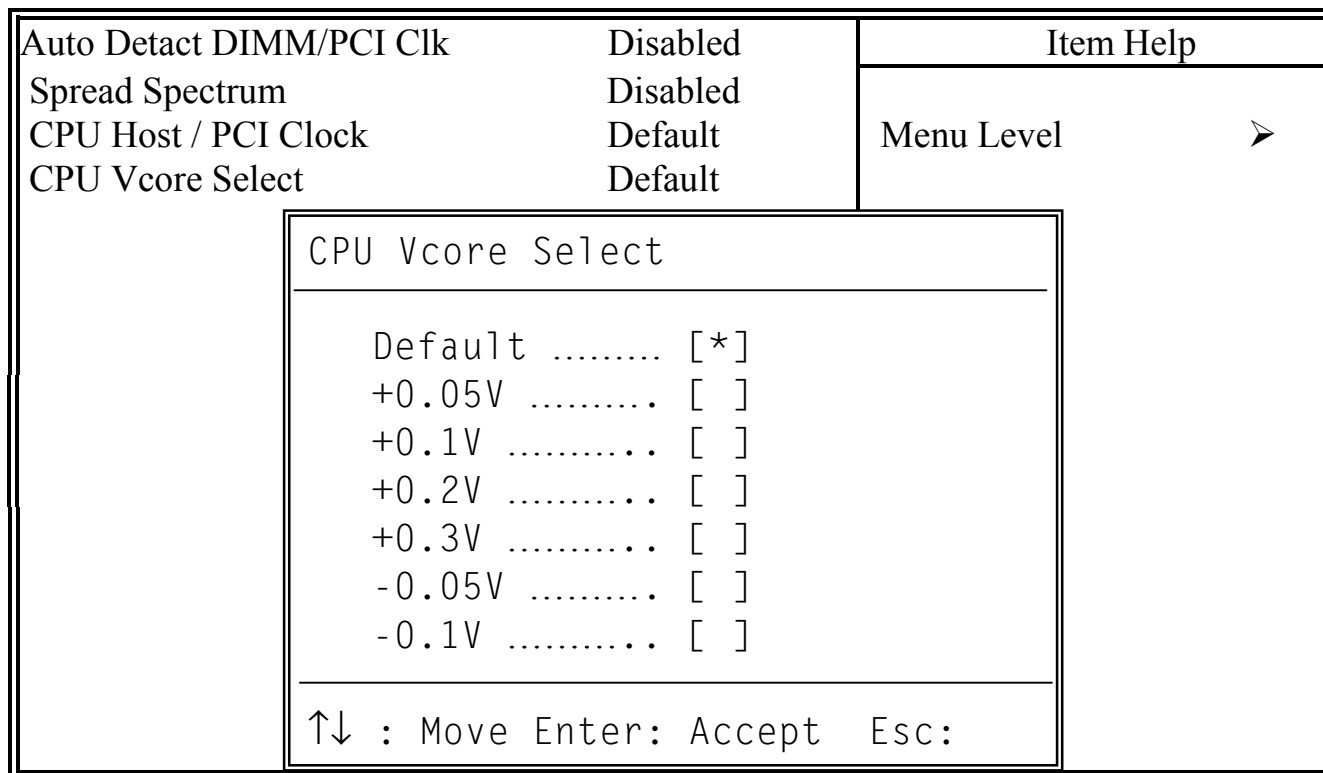 Auto Detact DIMM/PCI Clk Disabled
Item Help
Spread Spectrum Disabled
CPU Host / PCI Clock Default
Menu Level ➢
CPU Vcore Select Default
CPU Vcore Select
Default ......... [*]
+0.05V .......... [ ]
+0.1V ........... [ ]
+0.2V ........... [ ]
+0.3V ........... [ ]
-0.05V .......... [ ]
-0.1V ........... [ ]
↑↓ : Move Enter: Accept Esc: